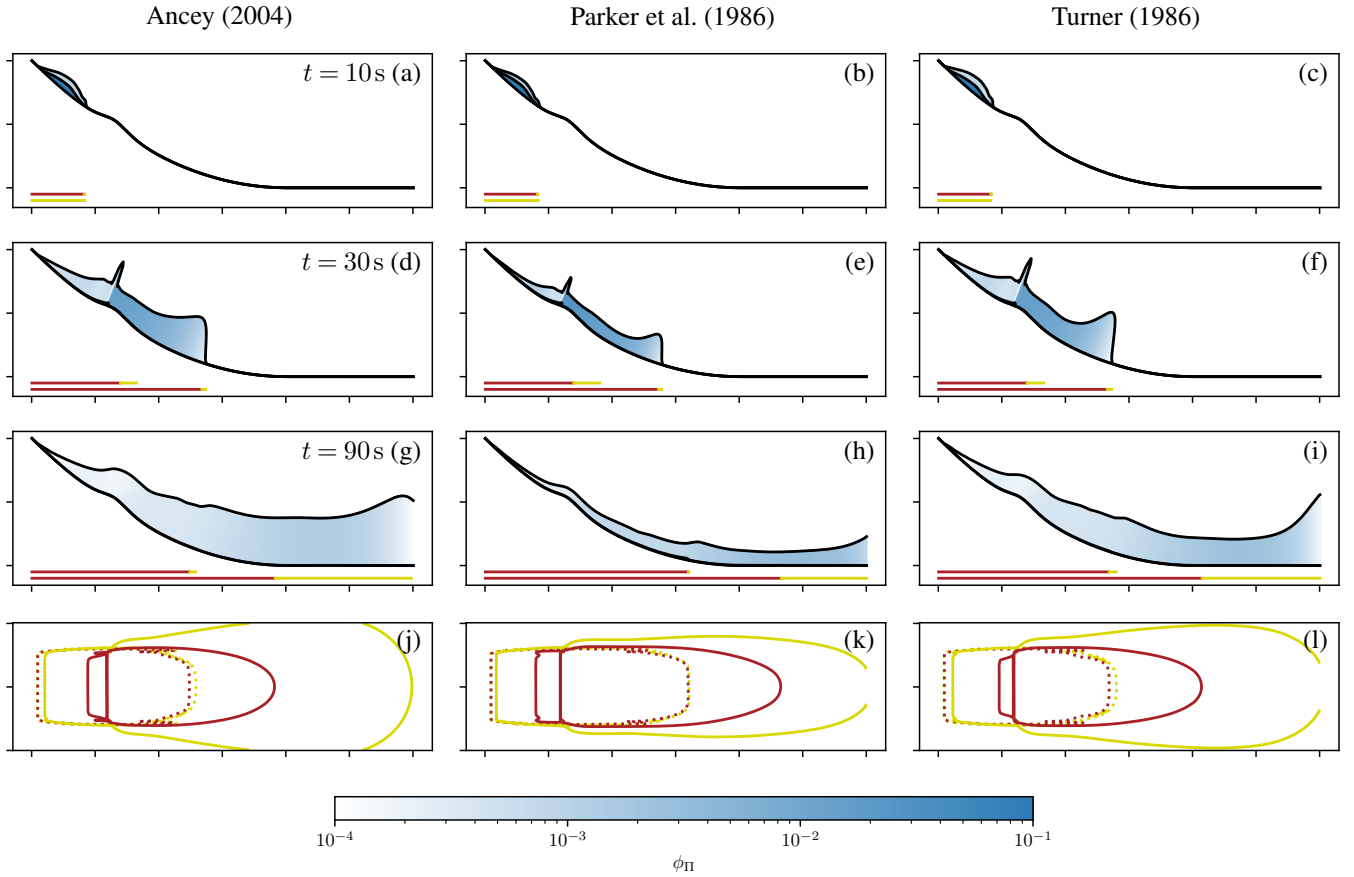 Ancey (2004) Parker et al. (1986) Turner (1986)
t = 10 s (a) (b) (c)
t = 30 s (d) (e) (f)
t = 90 s (g) (h) (i)
(j) (k) (l)
10⁻⁴ 10⁻³ 10⁻² 10⁻¹
ϕ_Π